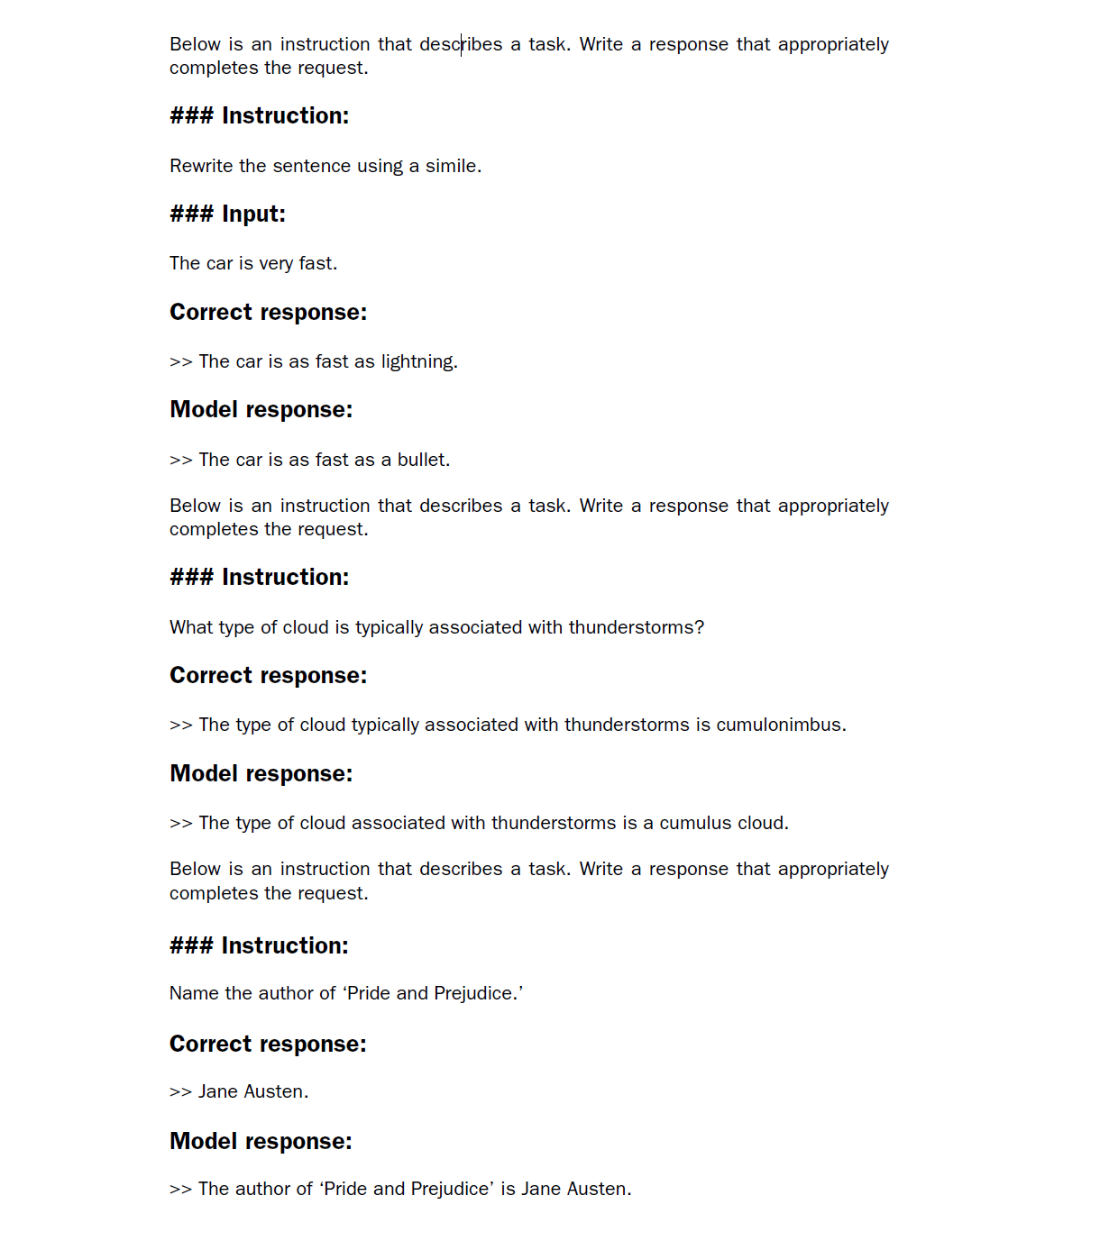 Below is an instruction that describes a task. Write a response that appropriately
completes the request.
### Instruction:
Rewrite the sentence using a simile.
### Input:
The car is very fast.
Correct response:
>> The car is as fast as lightning.
Model response:
>> The car is as fast as a bullet.
Below is an instruction that describes a task. Write a response that appropriately
completes the request.
### Instruction:
What type of cloud is typically associated with thunderstorms?
Correct response:
>> The type of cloud typically associated with thunderstorms is cumulonimbus.
Model response:
>> The type of cloud associated with thunderstorms is a cumulus cloud.
Below is an instruction that describes a task. Write a response that appropriately
completes the request.
### Instruction:
Name the author of ‘Pride and Prejudice.’
Correct response:
>> Jane Austen.
Model response:
>> The author of ‘Pride and Prejudice’ is Jane Austen.